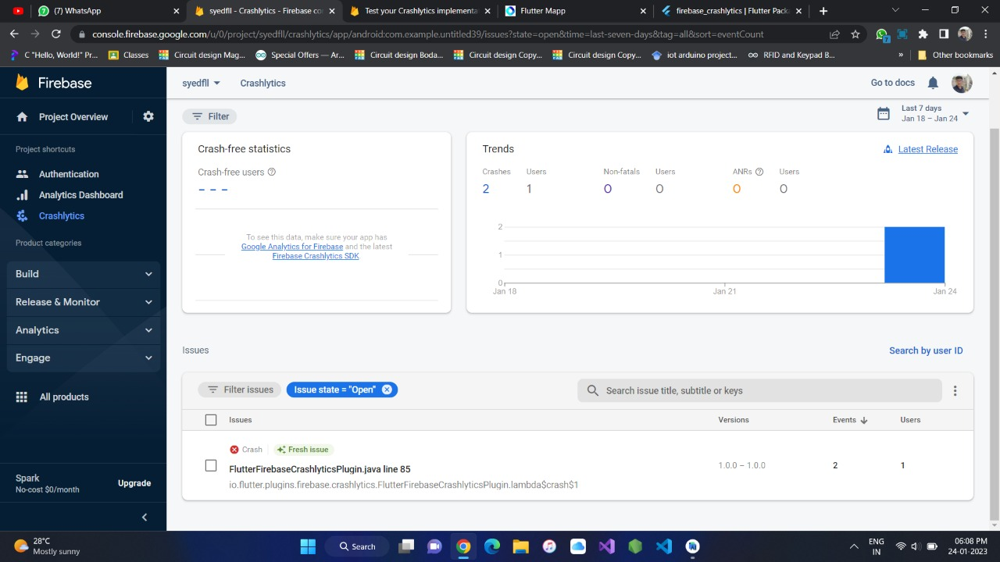 (7) WhatsApp
syedfll - Crashlytics - Firebase co
Test your Crashlytics implementa
Flutter Mapp
firebase_crashlytics | Flutter Pack
console.firebase.google.com/u/0/project/syedfll/crashlytics/app/android:com.example.untitled39/issues?state=open&time=last-seven-days&tag=all&sort=eventCount
C "Hello, World!" Pr...
Classes
Circuit design Mag...
Special Offers — Ar...
Circuit design Boda...
Circuit design Copy...
Circuit design Copy...
iot arduino project...
RFID and Keypad B...
»
Other bookmarks
Firebase
syedfll
Crashlytics
Go to docs
Project Overview
Filter
Last 7 days
Jan 18 – Jan 24
Project shortcuts
Authentication
Analytics Dashboard
Crashlytics
Product categories
Build
Release & Monitor
Analytics
Engage
All products
Spark
No-cost $0/month
Upgrade
Crash-free statistics
Crash-free users
---
To see this data, make sure your app has
Google Analytics for Firebase and the latest
Firebase Crashlytics SDK
Trends
Latest Release
Crashes Users Non-fatals Users ANRs Users
2 1 0 0 0 0
2
1
0
Jan 18 Jan 21 Jan 24
Issues
Search by user ID
Filter issues
Issue state = "Open"
Search issue title, subtitle or keys
Issues Versions Events Users
Crash
Fresh issue
FlutterFirebaseCrashlyticsPlugin.java line 85
io.flutter.plugins.firebase.crashlytics.FlutterFirebaseCrashlyticsPlugin.lambda$crash$1
1.0.0 – 1.0.0
2
1
28°C
Mostly sunny
Search
ENG
IN
06:08 PM
24-01-2023